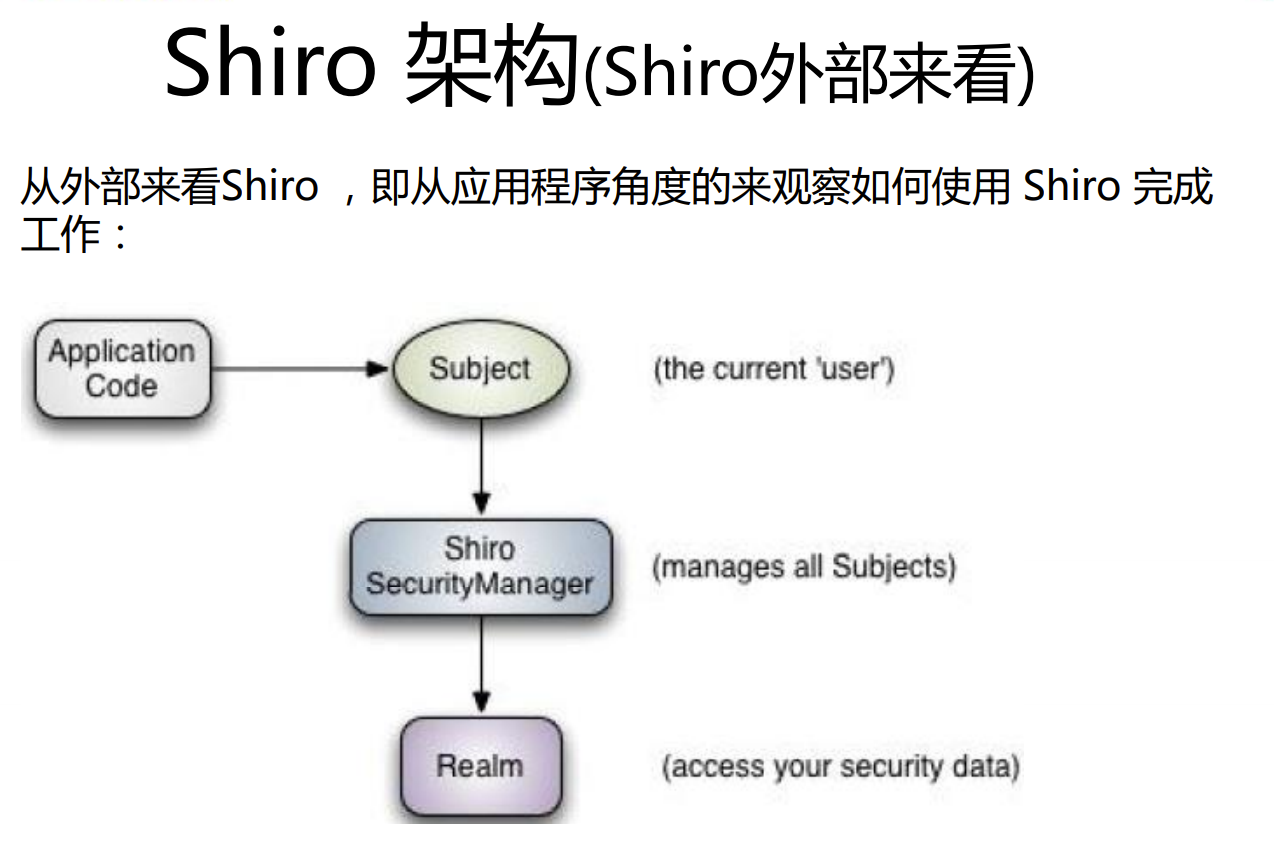 Shiro 架构(Shiro外部来看)
从外部来看Shiro ，即从应用程序角度的来观察如何使用 Shiro 完成
工作：
Application
Code
Subject
(the current 'user')
Shiro
SecurityManager
(manages all Subjects)
Realm
(access your security data)